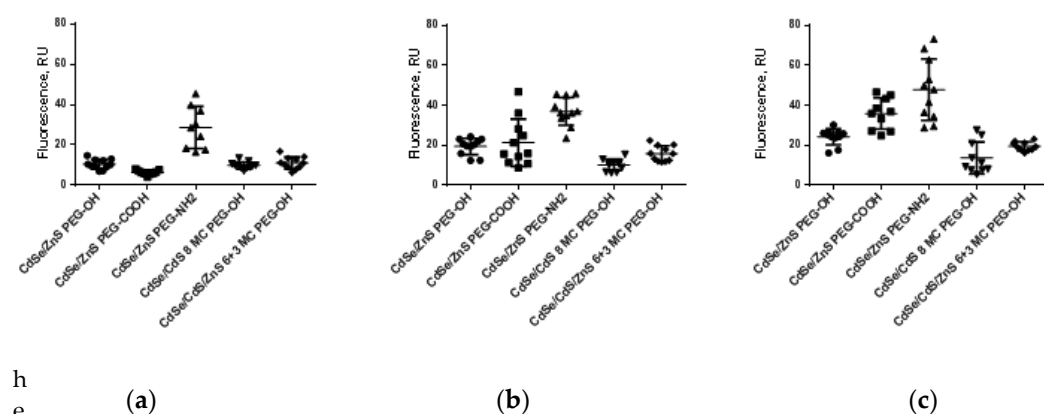 80
60
40
20
0
Fluorescence, RU
CdSe/ZnS PEG-OH
CdSe/ZnS PEG-COOH
CdSe/ZnS PEG-NH2
CdSe/CdS 8 MC PEG-OH
CdSe/CdS/ZnS 6+3 MC PEG-OH
80
60
40
20
0
Fluorescence, RU
CdSe/ZnS PEG-OH
CdSe/ZnS PEG-COOH
CdSe/ZnS PEG-NH2
CdSe/CdS 8 MC PEG-OH
CdSe/CdS/ZnS 6+3 MC PEG-OH
80
60
40
20
0
Fluorescence, RU
CdSe/ZnS PEG-OH
CdSe/ZnS PEG-COOH
CdSe/ZnS PEG-NH2
CdSe/CdS 8 MC PEG-OH
CdSe/CdS/ZnS 6+3 MC PEG-OH
h
e
(a) (b) (c)